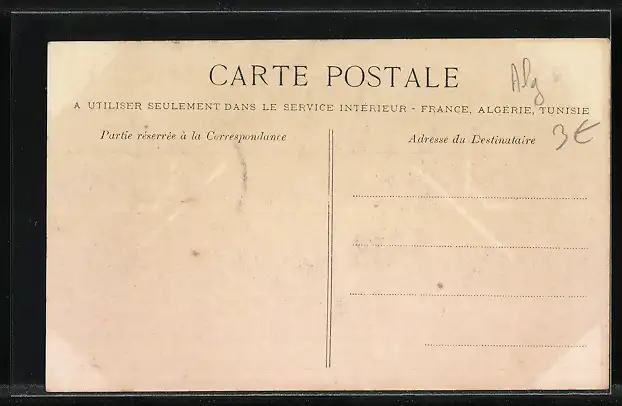 CARTE POSTALE
Alg
A UTILISER SEULEMENT DANS LE SERVICE INTÉRIEUR - FRANCE, ALGÉRIE, TUNISIE
Partie réservée à la Correspondance
Adresse du Destinataire
3€